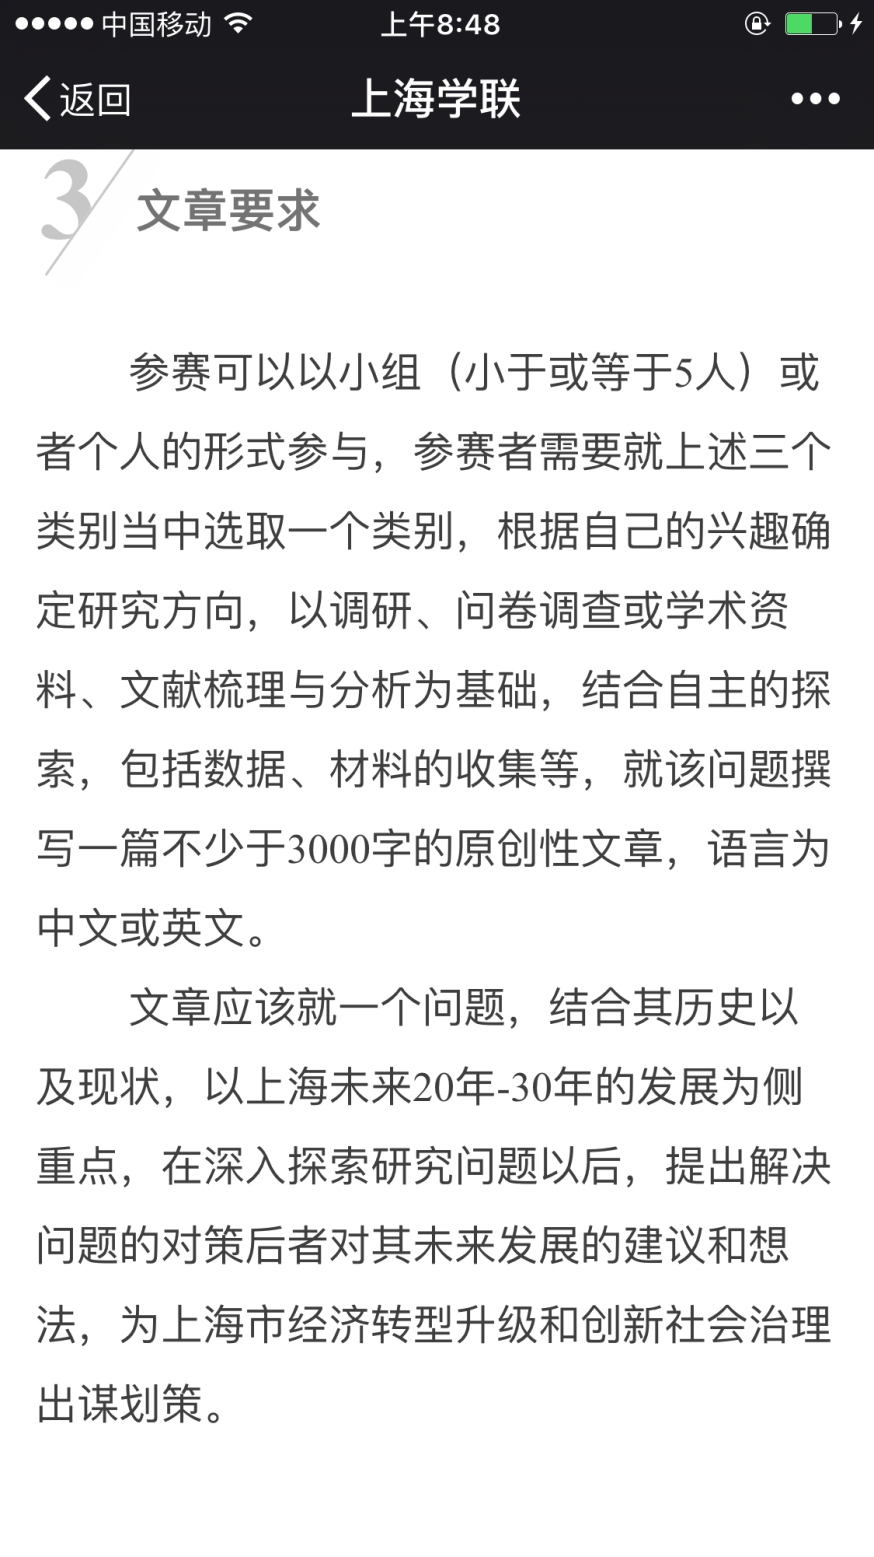 中国移动 上午8:48
返回 上海学联
3 文章要求
参赛可以以小组（小于或等于5人）或
者个人的形式参与，参赛者需要就上述三个
类别当中选取一个类别，根据自己的兴趣确
定研究方向，以调研、问卷调查或学术资
料、文献梳理与分析为基础，结合自主的探
索，包括数据、材料的收集等，就该问题撰
写一篇不少于3000字的原创性文章，语言为
中文或英文。
文章应该就一个问题，结合其历史以
及现状，以上海未来20年-30年的发展为侧
重点，在深入探索研究问题以后，提出解决
问题的对策后者对其未来发展的建议和想
法，为上海市经济转型升级和创新社会治理
出谋划策。